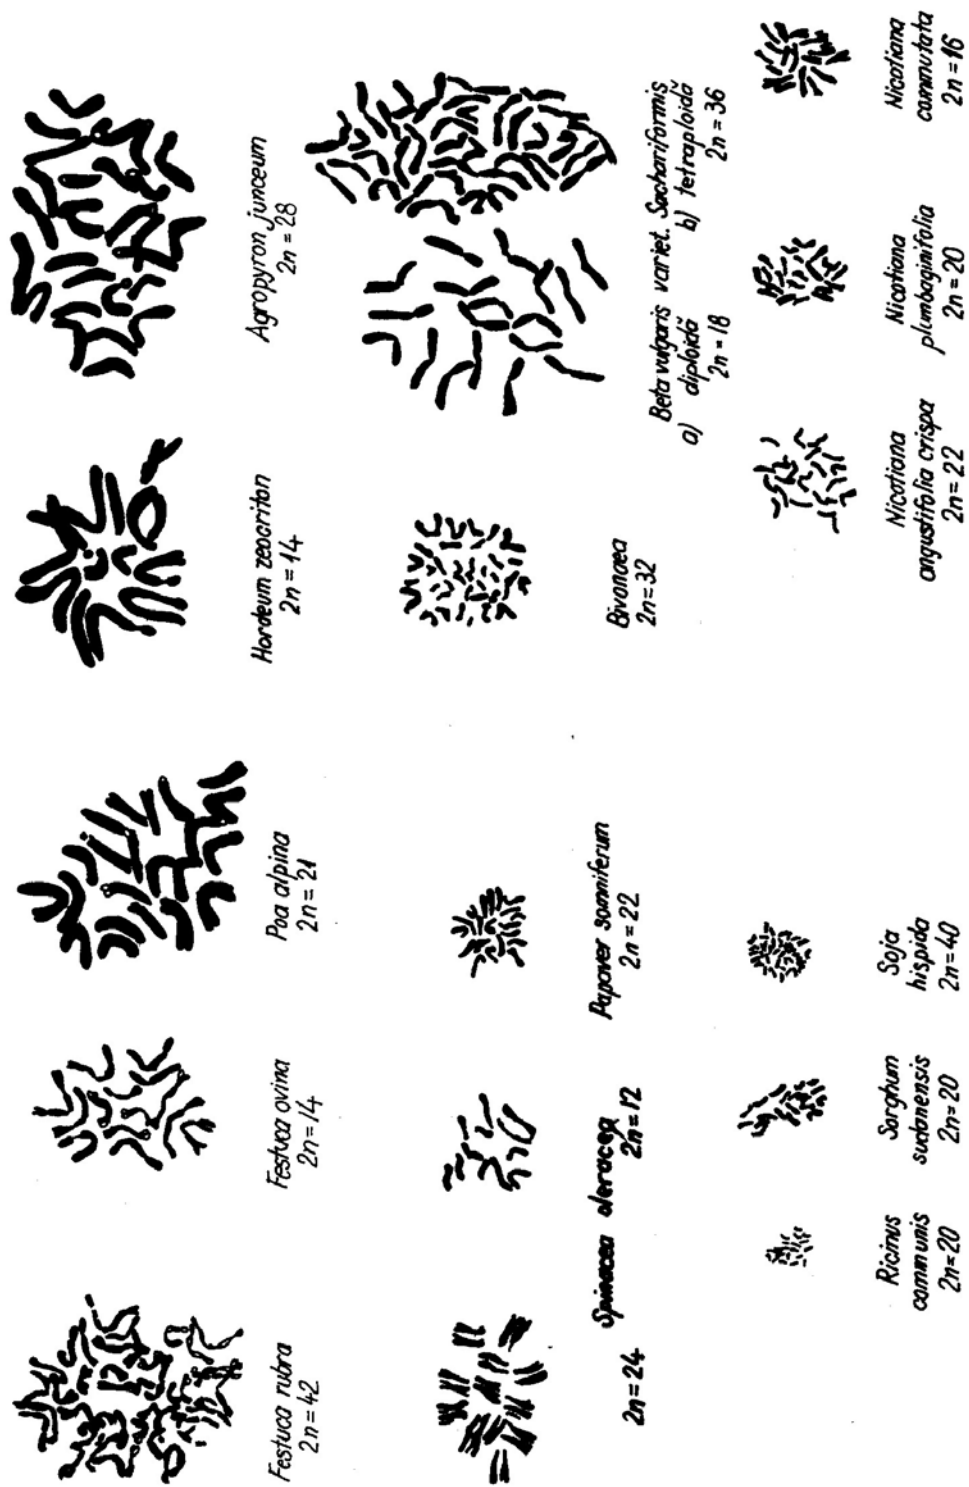 Festuca rubra
2n=42
Festuca ovina
2n=14
Poa alpina
2n=21
Hordeum zeocriton
2n=14
Agropyron junceum
2n=28
Spinacea oleracea
2n=24
2n=12
Papaver somniferum
2n=22
Bivonaea
2n=32
Beta vulgaris variet. Sachariformis
a) diploidă
2n=18
b) tetraploidă
2n=36
Ricinus
communis
2n=20
Sorghum
sudanensis
2n=20
Soja
hispida
2n=40
Nicotiana
angustifolia crispa
2n=22
Nicotiana
plumbaginifolia
2n=20
Nicotiana
commutata
2n=16